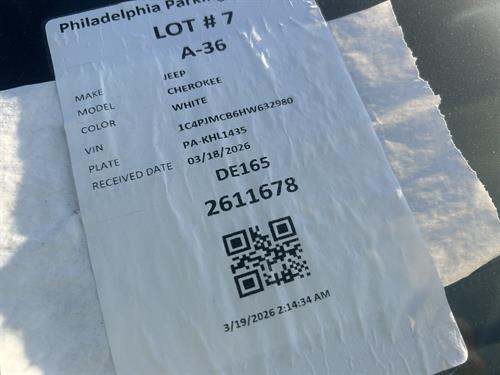 Philadelphia Parking
LOT # 7
A-36
MAKE JEEP
MODEL CHEROKEE
COLOR WHITE
VIN 1C4PJMCB6HW632980
PLATE PA-KHL1435
RECEIVED DATE 03/18/2026
DE165
2611678
3/19/2026 2:14:34 AM